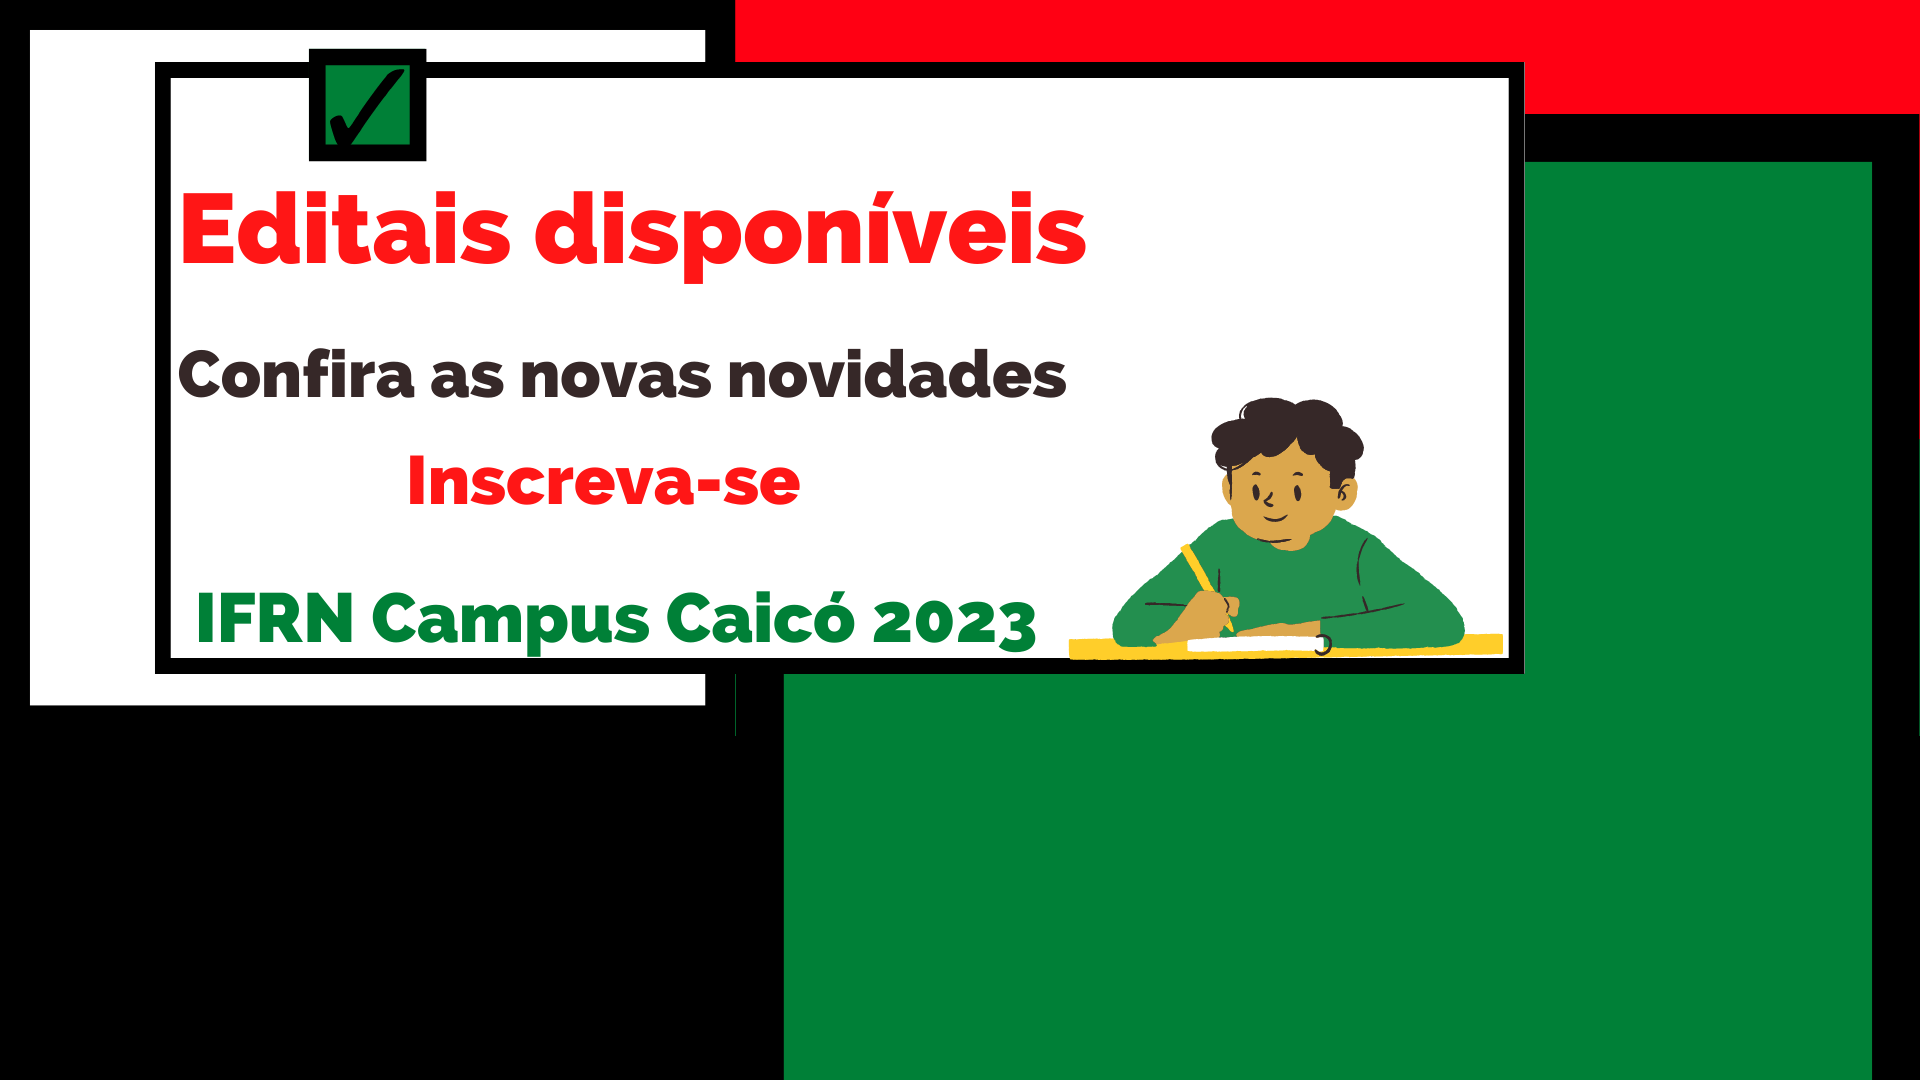 Editais disponíveis
Confira as novas novidades
Inscreva-se
IFRN Campus Caicó 2023